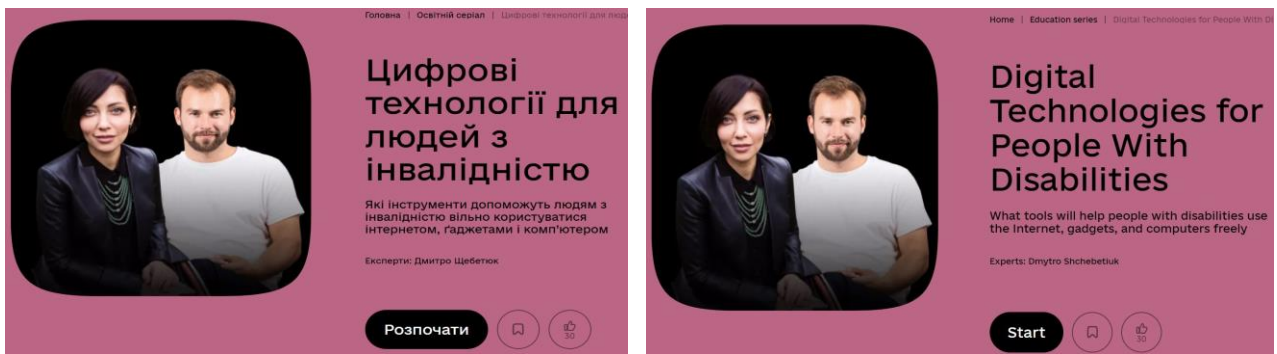 Головна | Освітній серіал | Цифрові технології для
Цифрові
технології для
людей з
інвалідністю
Які інструменти допоможуть людям з
інвалідністю вільно користуватися
інтернетом, ґаджетами і комп’ютером
Експерти: Дмитро Щебетюк
Розпочати
30
Home | Education series | Digital Technologies for People With
Digital
Technologies for
People With
Disabilities
What tools will help people with disabilities use
the Internet, gadgets, and computers freely
Experts: Dmytro Shchebetiuk
Start
30